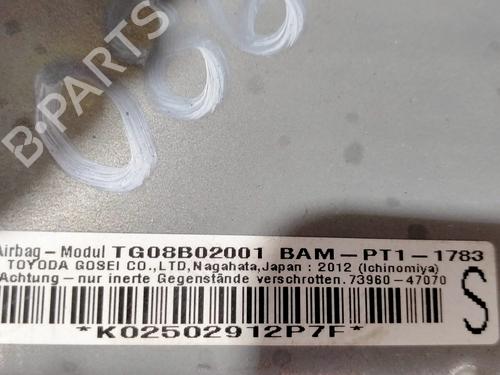 B-PARTS
Airbag - Modul TG08B02001 BAM-PT1-1783
TOYODA GOSEI CO.,LTD,Nagahata,Japan : 2012 (Ichinomiya)
Achtung - nur inerte Gegenstände verschrotten.73960-47070
*K02502912P7F*
S